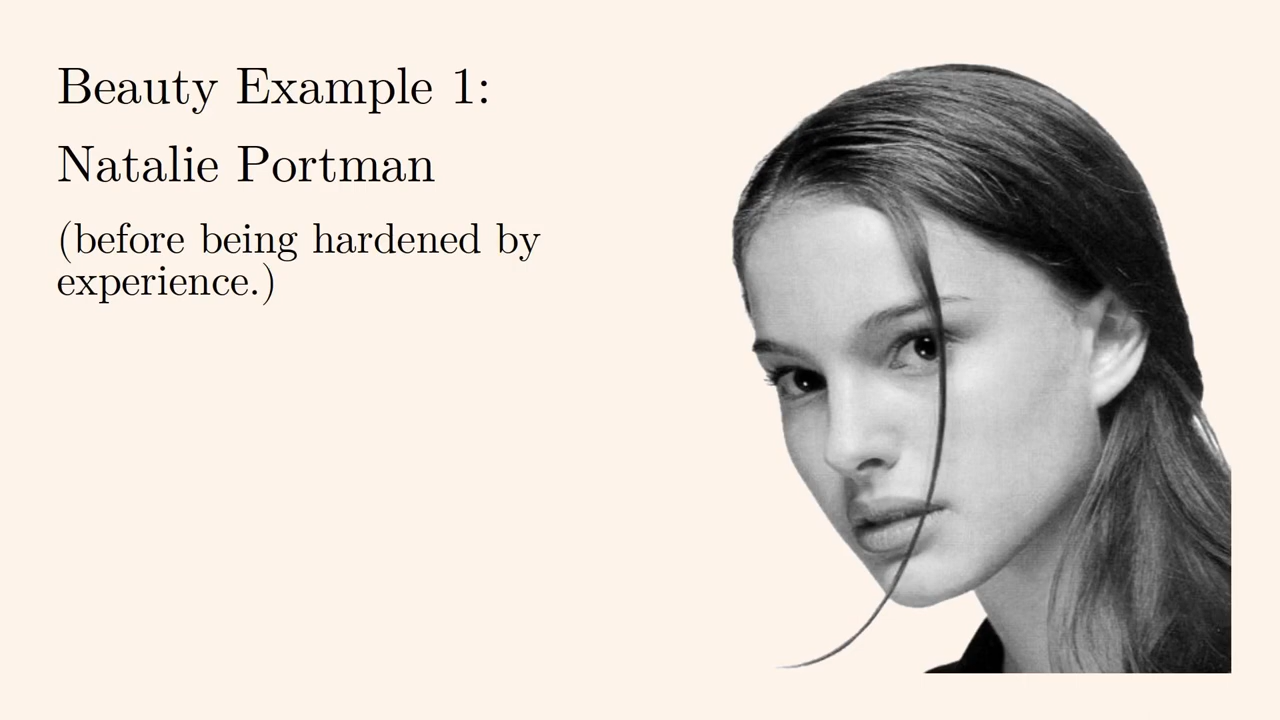 Beauty Example 1:
Natalie Portman
(before being hardened by
experience.)